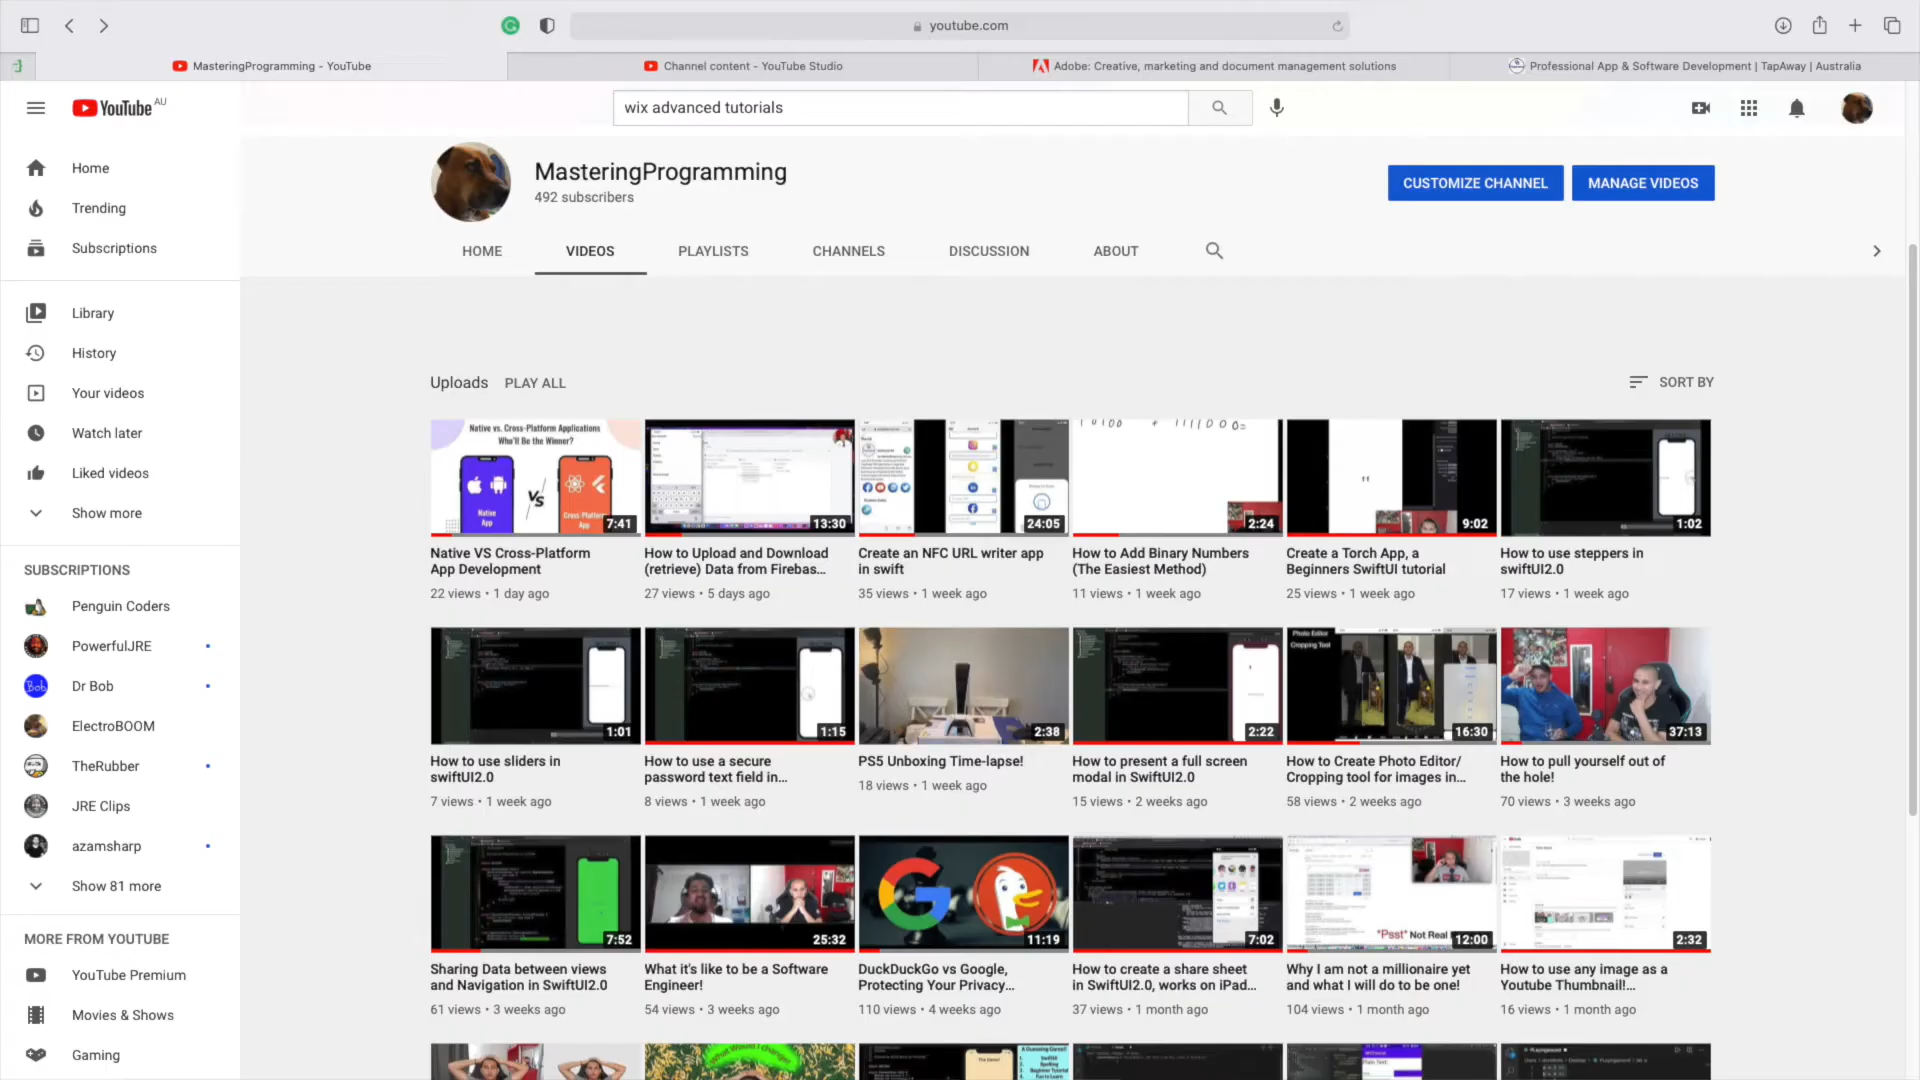 youtube.com
MasteringProgramming - YouTube
Channel content - YouTube Studio
Adobe: Creative, marketing and document management solutions
Professional App & Software Development | TapAway | Australia
YouTube AU
wix advanced tutorials
Home
Trending
Subscriptions
Library
History
Your videos
Watch later
Liked videos
Show more
SUBSCRIPTIONS
Penguin Coders
PowerfulJRE
Bob
Dr Bob
ElectroBOOM
TheRubber
JRE Clips
azamsharp
Show 81 more
MORE FROM YOUTUBE
YouTube Premium
Movies & Shows
Gaming
MasteringProgramming
492 subscribers
CUSTOMIZE CHANNEL
MANAGE VIDEOS
HOME
VIDEOS
PLAYLISTS
CHANNELS
DISCUSSION
ABOUT
Uploads
PLAY ALL
SORT BY
Native vs. Cross-Platform Applications
Who'll Be the Winner?
VS
Native
App
7:41
Native VS Cross-Platform
App Development
22 views • 1 day ago
13:30
How to Upload and Download
(retrieve) Data from Firebas...
27 views • 5 days ago
24:05
Create an NFC URL writer app
in swift
35 views • 1 week ago
2:24
How to Add Binary Numbers
(The Easiest Method)
11 views • 1 week ago
9:02
Create a Torch App, a
Beginners SwiftUI tutorial
25 views • 1 week ago
1:02
How to use steppers in
swiftUI2.0
17 views • 1 week ago
1:01
How to use sliders in
swiftUI2.0
7 views • 1 week ago
1:15
How to use a secure
password text field in...
8 views • 1 week ago
2:38
PS5 Unboxing Time-lapse!
18 views • 1 week ago
2:22
How to present a full screen
modal in SwiftUI2.0
15 views • 2 weeks ago
Photo Editor
Cropping Tool
16:30
How to Create Photo Editor/
Cropping tool for images in...
58 views • 2 weeks ago
37:13
How to pull yourself out of
the hole!
70 views • 3 weeks ago
7:52
Sharing Data between views
and Navigation in SwiftUI2.0
61 views • 3 weeks ago
25:32
What it's like to be a Software
Engineer!
54 views • 3 weeks ago
11:19
DuckDuckGo vs Google,
Protecting Your Privacy...
110 views • 4 weeks ago
7:02
How to create a share sheet
in SwiftUI2.0, works on iPad...
37 views • 1 month ago
*Psst* Not Real
12:00
Why I am not a millionaire yet
and what I will do to be one!
104 views • 1 month ago
2:32
How to use any image as a
Youtube Thumbnail!...
16 views • 1 month ago